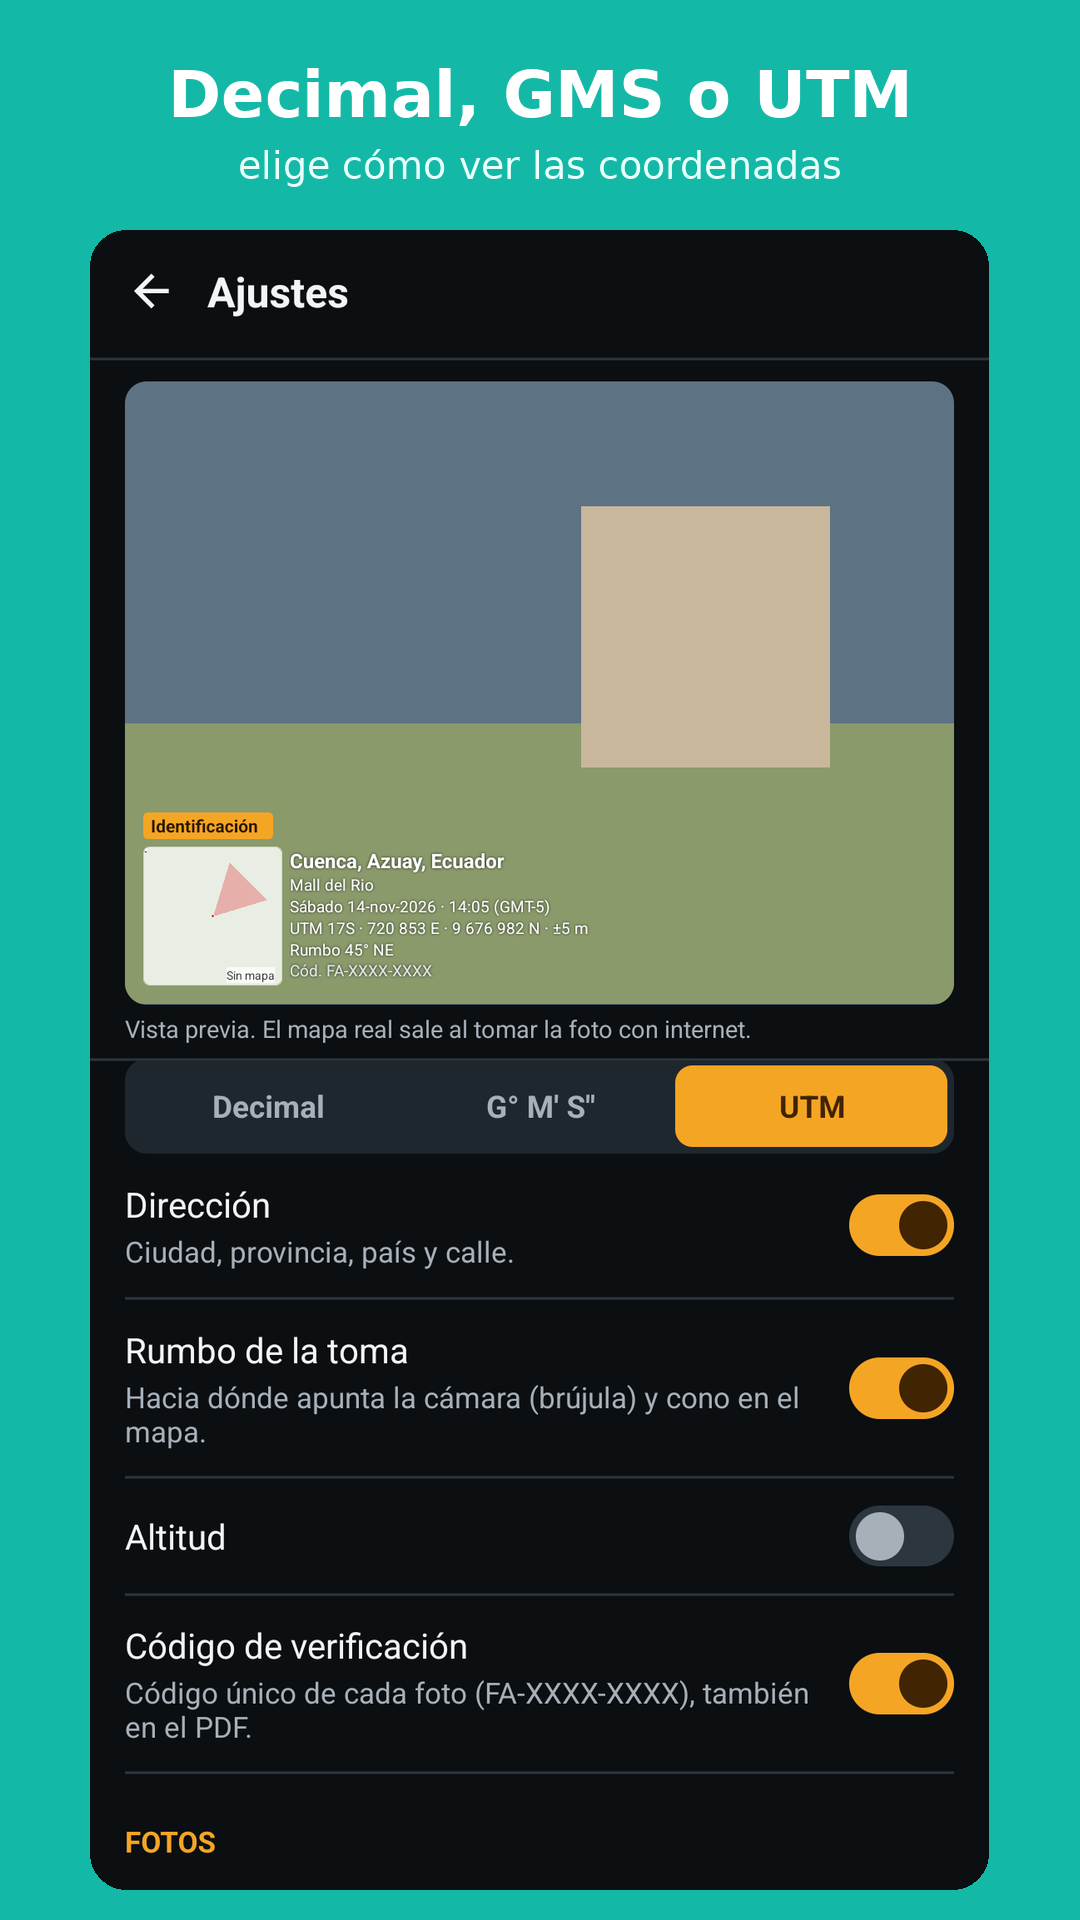 Decimal, GMS o UTM
elige cómo ver las coordenadas
Ajustes
Identificación
Sin mapa
Cuenca, Azuay, Ecuador
Mall del Rio
Sábado 14-nov-2026 · 14:05 (GMT-5)
UTM 17S · 720 853 E · 9 676 982 N · ±5 m
Rumbo 45° NE
Cód. FA-XXXX-XXXX
Vista previa. El mapa real sale al tomar la foto con internet.
Decimal
G° M' S"
UTM
Dirección
Ciudad, provincia, país y calle.
Rumbo de la toma
Hacia dónde apunta la cámara (brújula) y cono en el
mapa.
Altitud
Código de verificación
Código único de cada foto (FA-XXXX-XXXX), también
en el PDF.
FOTOS